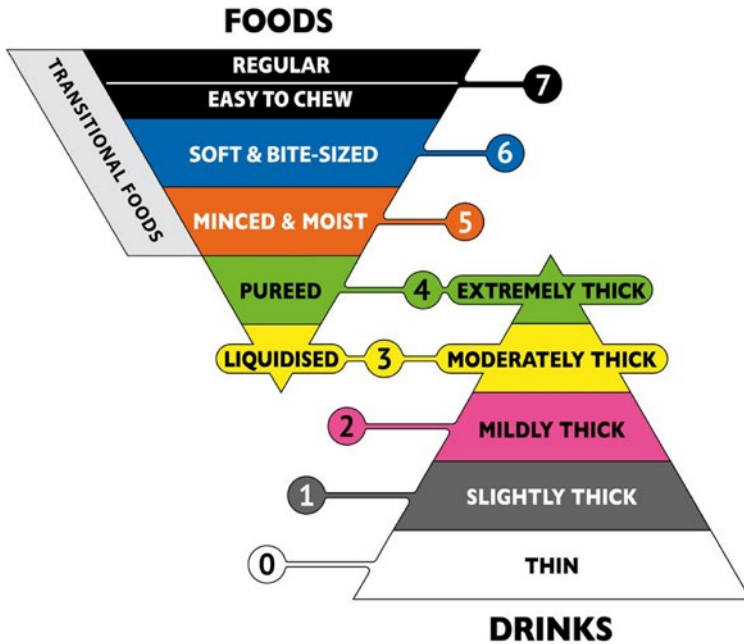 FOODS
TRANSITIONAL FOODS
REGULAR
EASY TO CHEW
7
SOFT & BITE-SIZED
6
MINCED & MOIST
5
PUREED
4
EXTREMELY THICK
LIQUIDISED
3
MODERATELY THICK
2
MILDLY THICK
1
SLIGHTLY THICK
0
THIN
DRINKS